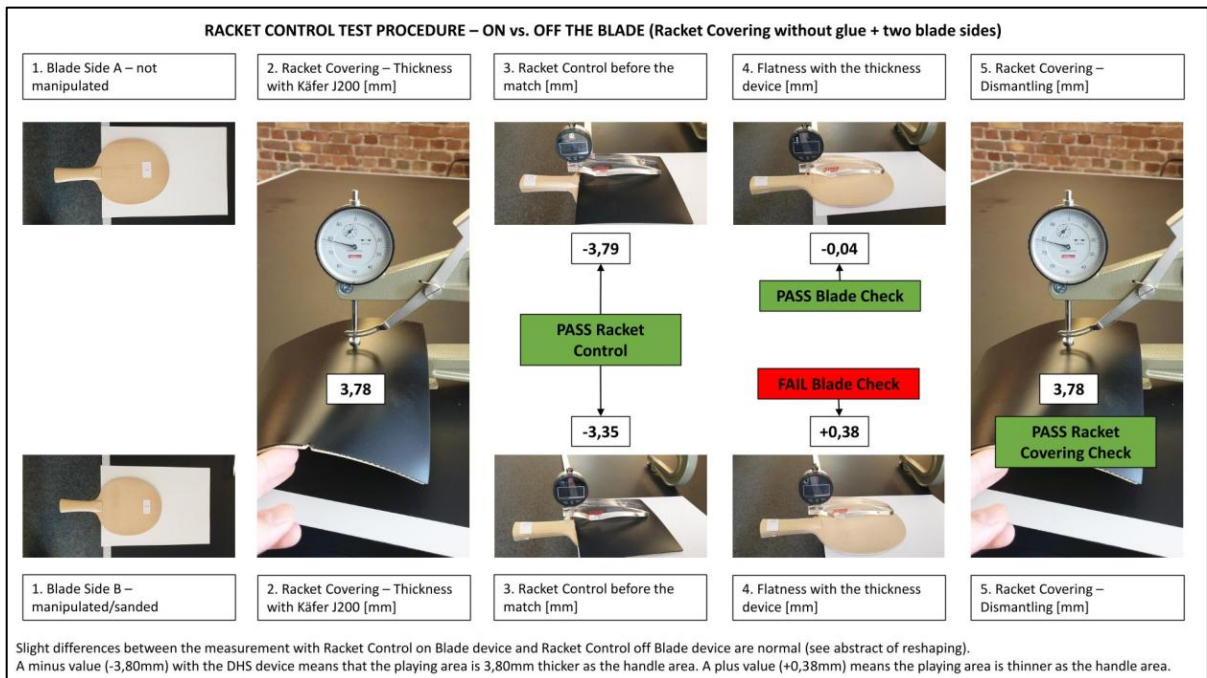 RACKET CONTROL TEST PROCEDURE – ON vs. OFF THE BLADE (Racket Covering without glue + two blade sides)
1. Blade Side A – not
manipulated
2. Racket Covering – Thickness
with Käfer J200 [mm]
3. Racket Control before the
match [mm]
4. Flatness with the thickness
device [mm]
5. Racket Covering –
Dismantling [mm]
-3,79
-0,04
PASS Blade Check
PASS Racket
Control
3,78
FAIL Blade Check
3,78
-3,35
+0,38
PASS Racket
Covering Check
1. Blade Side B –
manipulated/sanded
2. Racket Covering – Thickness
with Käfer J200 [mm]
3. Racket Control before the
match [mm]
4. Flatness with the thickness
device [mm]
5. Racket Covering –
Dismantling [mm]
Slight differences between the measurement with Racket Control on Blade device and Racket Control off Blade device are normal (see abstract of reshaping).
A minus value (-3,80mm) with the DHS device means that the playing area is 3,80mm thicker as the handle area. A plus value (+0,38mm) means the playing area is thinner as the handle area.